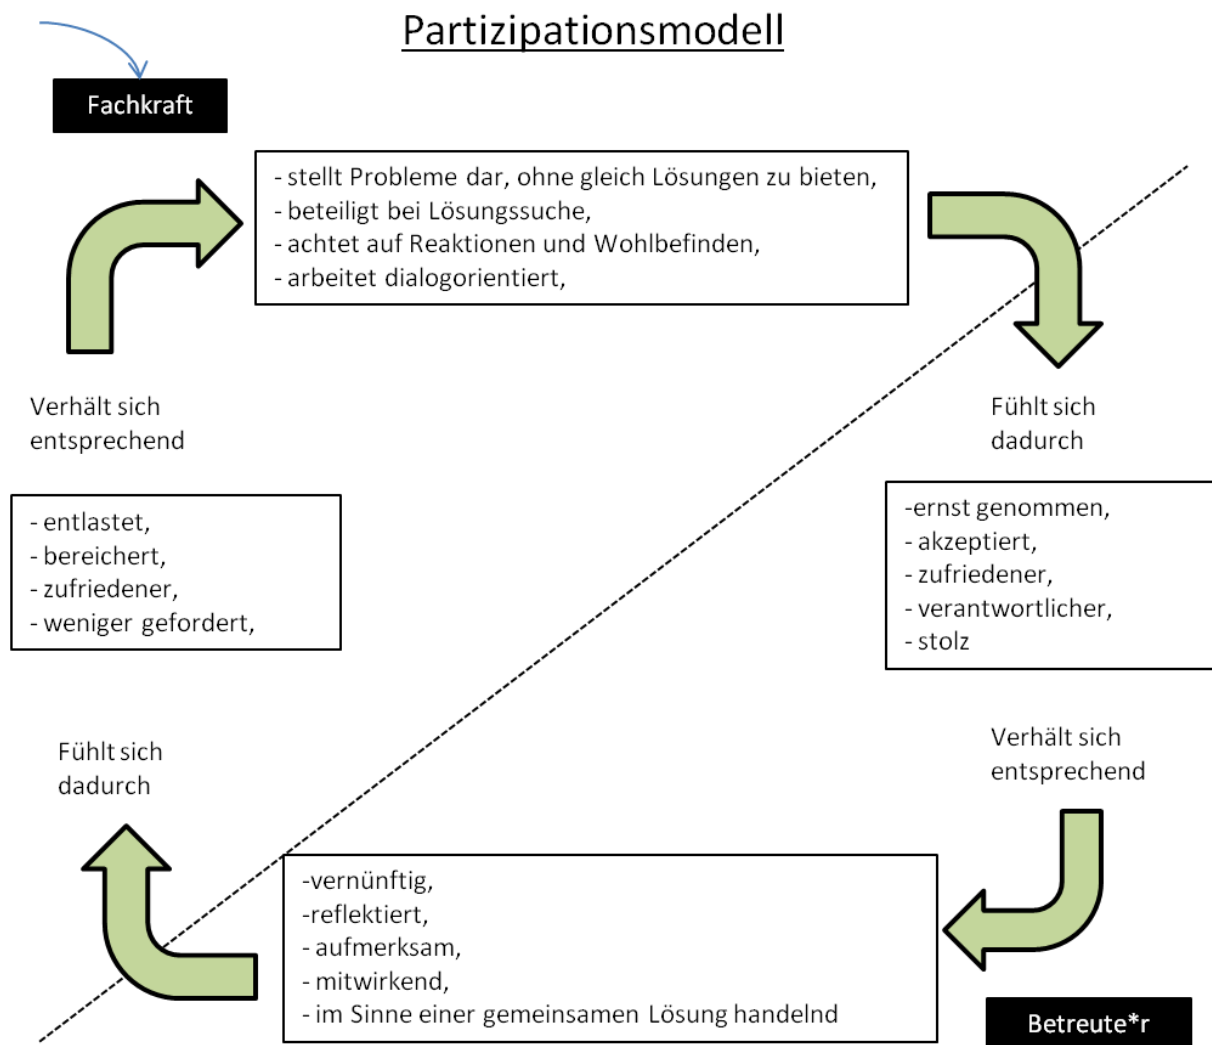 Partizipationsmodell
Fachkraft
- stellt Probleme dar, ohne gleich Lösungen zu bieten,
- beteiligt bei Lösungssuche,
- achtet auf Reaktionen und Wohlbefinden,
- arbeitet dialogorientiert,
Fühlt sich
dadurch
-ernst genommen,
- akzeptiert,
- zufriedener,
- verantwortlicher,
- stolz
Verhält sich
entsprechend
Betreute*r
-vernünftig,
-reflektiert,
- aufmerksam,
- mitwirkend,
- im Sinne einer gemeinsamen Lösung handelnd
Fühlt sich
dadurch
- entlastet,
- bereichert,
- zufriedener,
- weniger gefordert,
Verhält sich
entsprechend